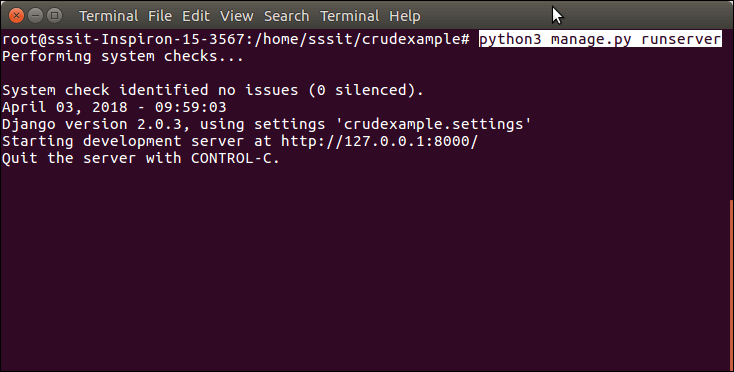 Terminal File Edit View Search Terminal Help
root@sssit-Inspiron-15-3567:/home/sssit/crudexample# python3 manage.py runserver
Performing system checks...
System check identified no issues (0 silenced).
April 03, 2018 - 09:59:03
Django version 2.0.3, using settings 'crudexample.settings'
Starting development server at http://127.0.0.1:8000/
Quit the server with CONTROL-C.